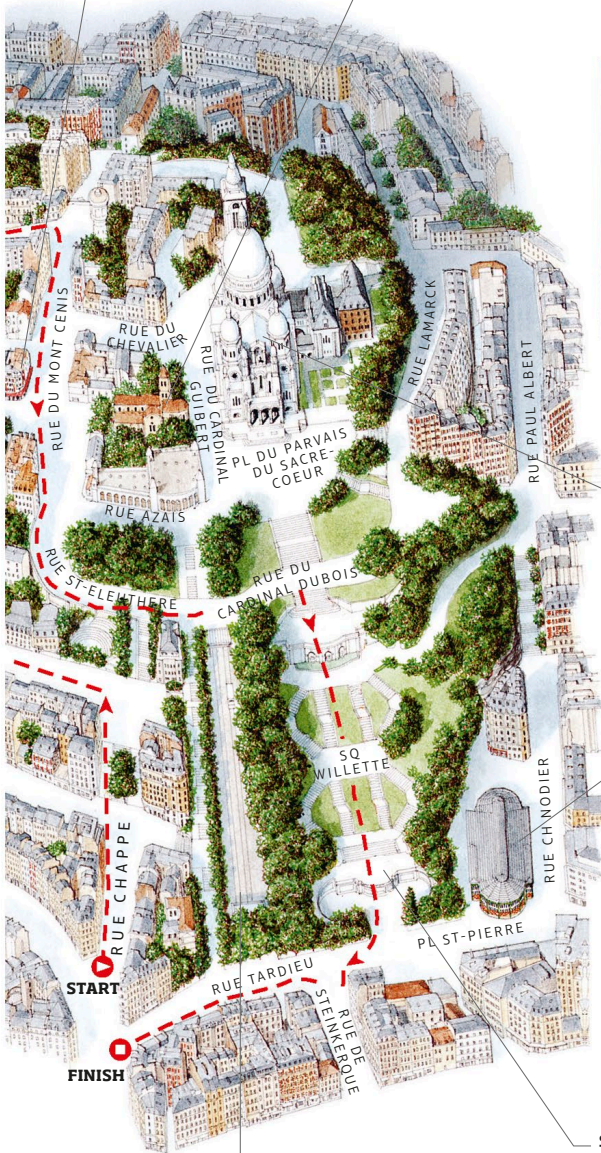 RUE DU MONT CENIS
RUE DU
CHEVALIER
RUE DU CARDINAL
GUIBERT
RUE LAMARCK
RUE PAUL ALBERT
PL DU PARVAIS
DU SACRE-
COEUR
RUE AZAIS
RUE ST-ELEUTHERE
RUE DU
CARDINAL DUBOIS
SQ
WILLETTE
RUE CH NODIER
RUE CHAPPE
PL ST-PIERRE
START
RUE TARDIEU
RUE DE
STEINKERQUE
FINISH
S